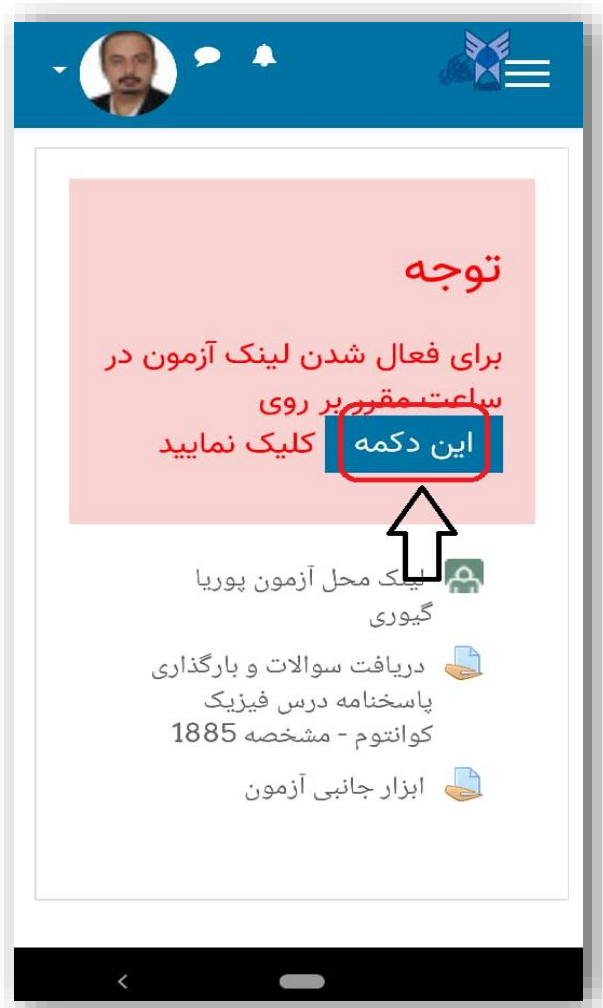 توجه
برای فعال شدن لینک آزمون در
ساعت مقرر بر روی
این دکمه کلیک نمایید
لینک محل آزمون پوریا
گیوری
دریافت سوالات و بارگذاری
پاسخنامه درس فیزیک
کوانتوم - مشخصه 1885
ابزار جانبی آزمون